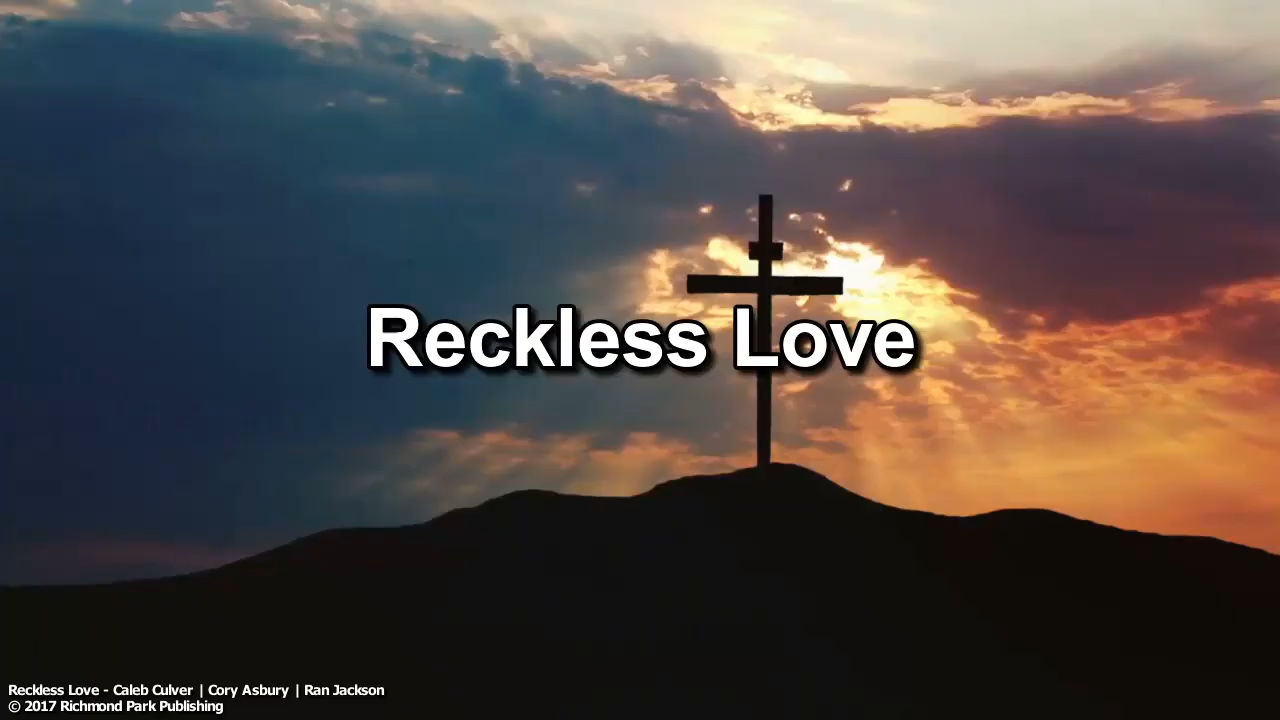 Reckless Love
Reckless Love - Caleb Culver | Cory Asbury | Ran Jackson
© 2017 Richmond Park Publishing